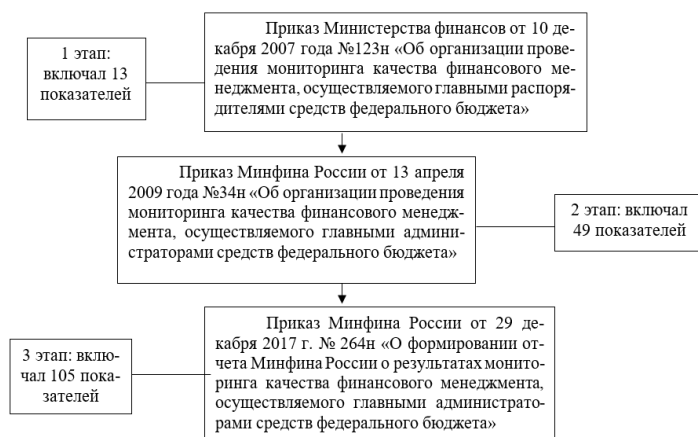 Приказ Министерства финансов от 10 де-
кабря 2007 года №123н «Об организации прове-
дения мониторинга качества финансового ме-
неджмента, осуществляемого главными распоря-
дителями средств федерального бюджета»
1 этап:
включал 13
показателей
Приказ Минфина России от 13 апреля
2009 года №34н «Об организации проведения
мониторинга качества финансового менедж-
мента, осуществляемого главными админи-
страторами средств федерального бюджета»
2 этап: включал
49 показателей
Приказ Минфина России от 29 де-
кабря 2017 г. № 264н «О формировании от-
чета Минфина России о результатах монито-
ринга качества финансового менеджмента,
осуществляемого главными администрато-
рами средств федерального бюджета»
3 этап: вклю-
чал 105 пока-
зателей